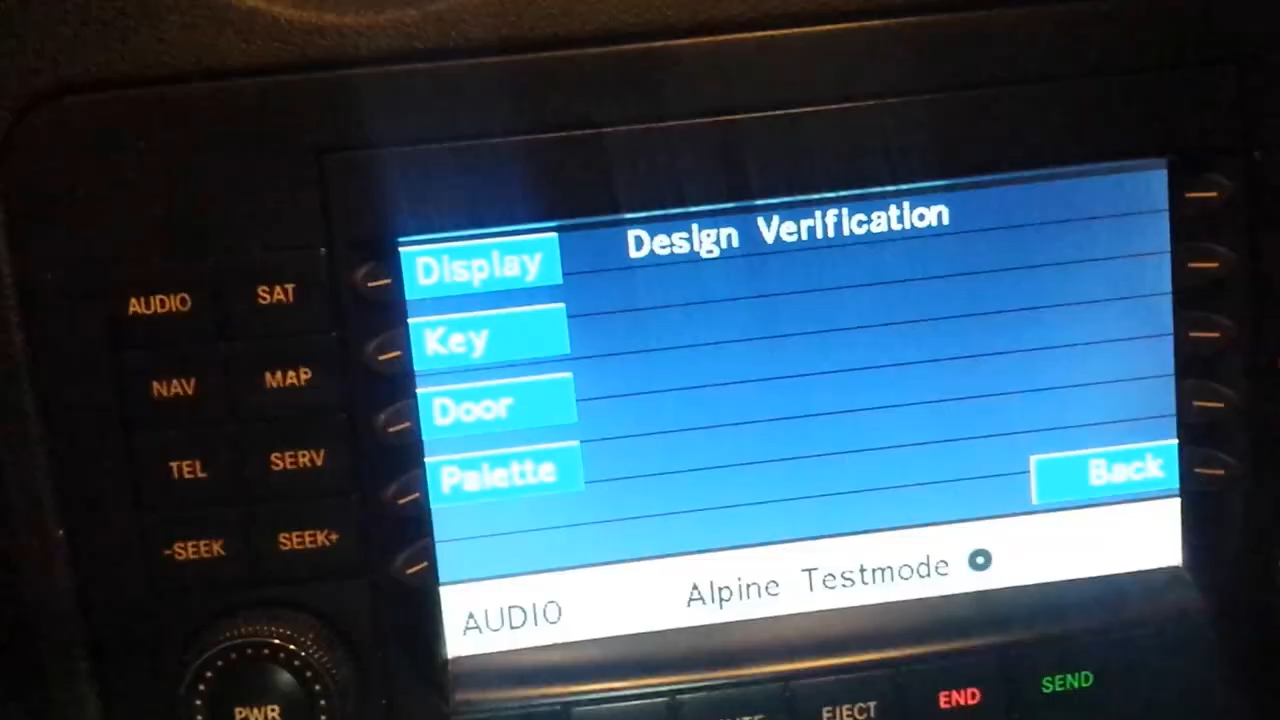 Design Verification
Display
Key
Door
Palette
Back
AUDIO Alpine Testmode
AUDIO SAT
NAV MAP
TEL SERV
-SEEK SEEK+
PWR
EJECT END SEND